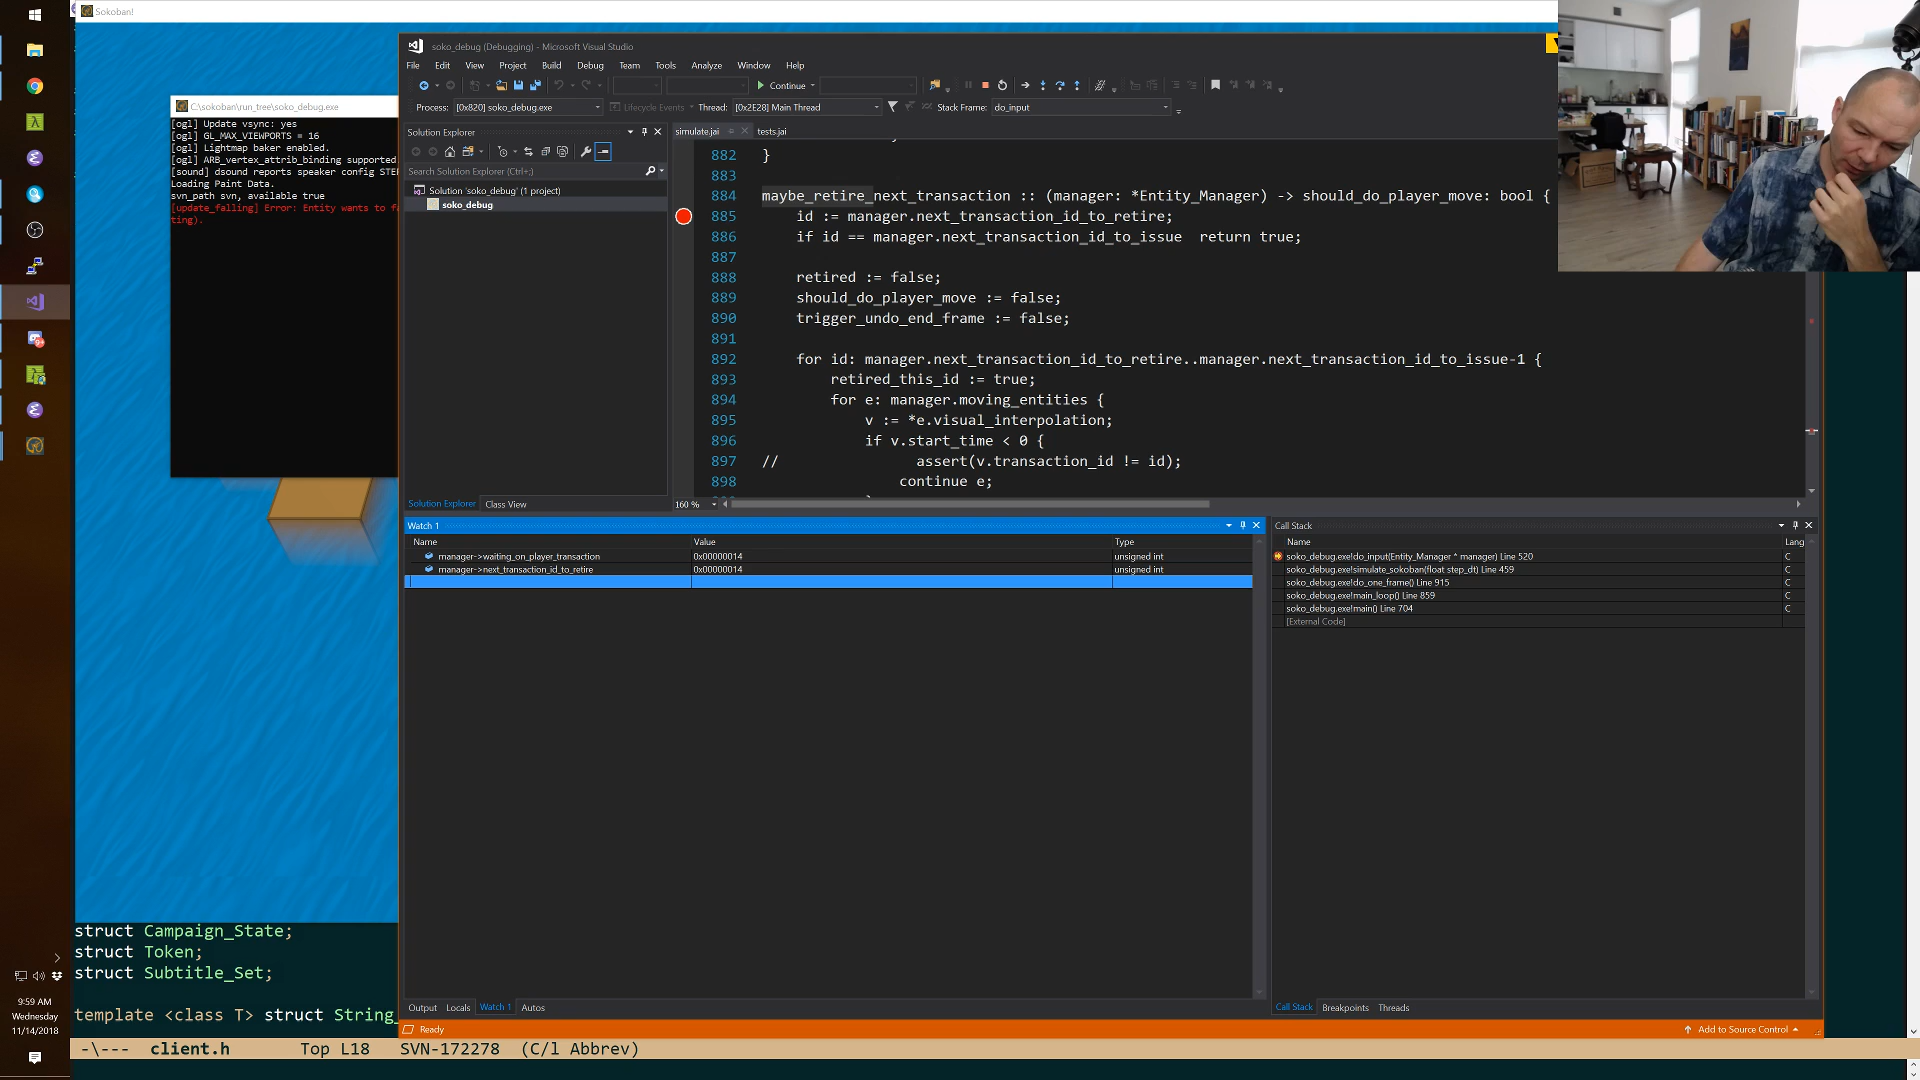 Sokoban!
soko_debug (Debugging) - Microsoft Visual Studio
File Edit View Project Build Debug Team Tools Analyze Window Help
Continue
Process: [0x820] soko_debug.exe Lifecycle Events Thread: [0x2E28] Main Thread Stack Frame: do_input
C:\sokoban\run_tree\soko_debug.exe
[ogl] Update vsync: yes
[ogl] GL_MAX_VIEWPORTS = 16
[ogl] Lightmap baker enabled.
[ogl] ARB_vertex_attrib_binding supported
[sound] dsound reports speaker config STE
Loading Paint Data.
svn_path svn, available true
[update_falling] Error: Entity wants to f
ting).
Solution Explorer
Search Solution Explorer (Ctrl+;)
Solution 'soko_debug' (1 project)
soko_debug
Solution Explorer Class View
simulate.jai tests.jai
882 }
883
884 maybe_retire_next_transaction :: (manager: *Entity_Manager) -> should_do_player_move: bool {
885 id := manager.next_transaction_id_to_retire;
886 if id == manager.next_transaction_id_to_issue return true;
887
888 retired := false;
889 should_do_player_move := false;
890 trigger_undo_end_frame := false;
891
892 for id: manager.next_transaction_id_to_retire..manager.next_transaction_id_to_issue-1 {
893 retired_this_id := true;
894 for e: manager.moving_entities {
895 v := *e.visual_interpolation;
896 if v.start_time < 0 {
897 // assert(v.transaction_id != id);
898 continue e;
160 %
Watch 1
Name Value Type
manager->waiting_on_player_transaction 0x00000014 unsigned int
manager->next_transaction_id_to_retire 0x00000014 unsigned int
Output Locals Watch 1 Autos
Call Stack
Name Lang
soko_debug.exe!do_input(Entity_Manager * manager) Line 520 C
soko_debug.exe!simulate_sokoban(float step_dt) Line 459 C
soko_debug.exe!do_one_frame() Line 915 C
soko_debug.exe!main_loop() Line 859 C
soko_debug.exe!main() Line 704 C
[External Code]
Call Stack Breakpoints Threads
Ready
Add to Source Control
struct Campaign_State;
struct Token;
struct Subtitle_Set;
template <class T> struct String_
-\--- client.h Top L18 SVN-172278 (C/l Abbrev)
9:59 AM
Wednesday
11/14/2018